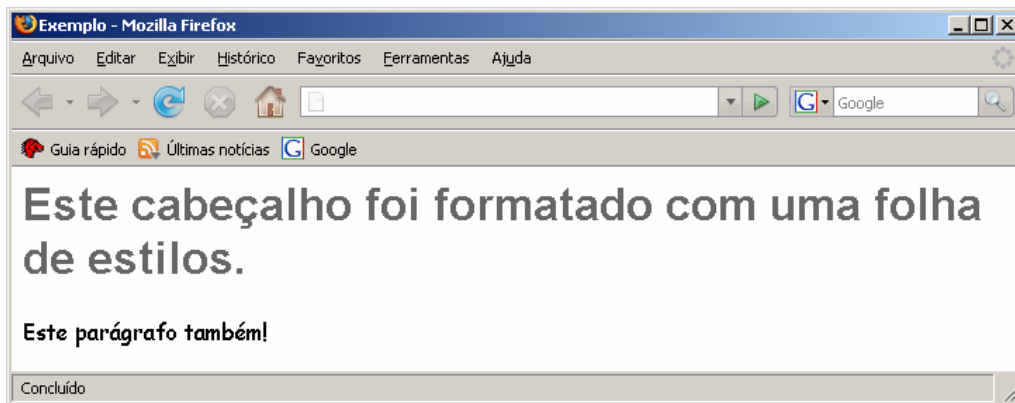 Exemplo - Mozilla Firefox
Arquivo Editar Exibir Histórico Favoritos Ferramentas Ajuda
G Google
Guia rápido Últimas notícias G Google
Este cabeçalho foi formatado com uma folha
de estilos.
Este parágrafo também!
Concluído